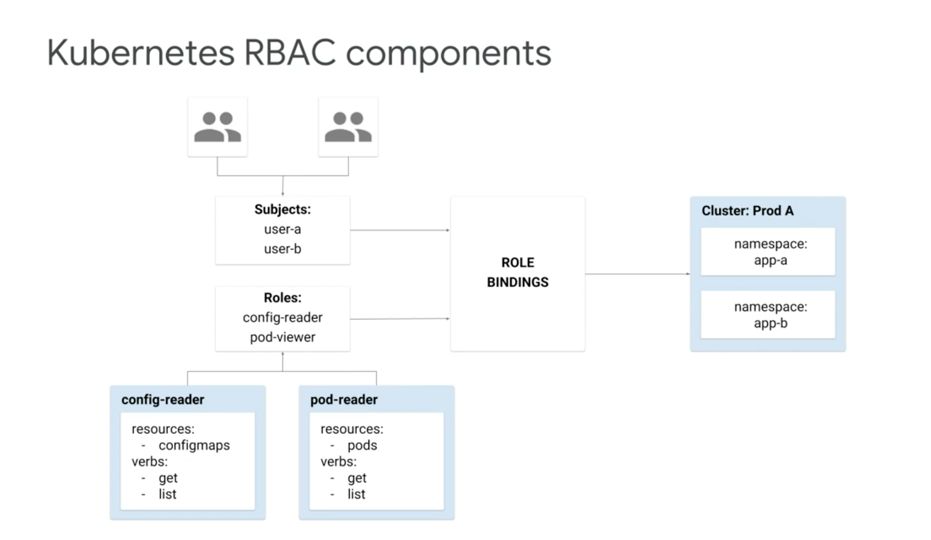 Kubernetes RBAC components
Subjects:
user-a
user-b
Roles:
config-reader
pod-viewer
ROLE
BINDINGS
Cluster: Prod A
namespace:
app-a
namespace:
app-b
config-reader
resources:
- configmaps
verbs:
- get
- list
pod-reader
resources:
- pods
verbs:
- get
- list